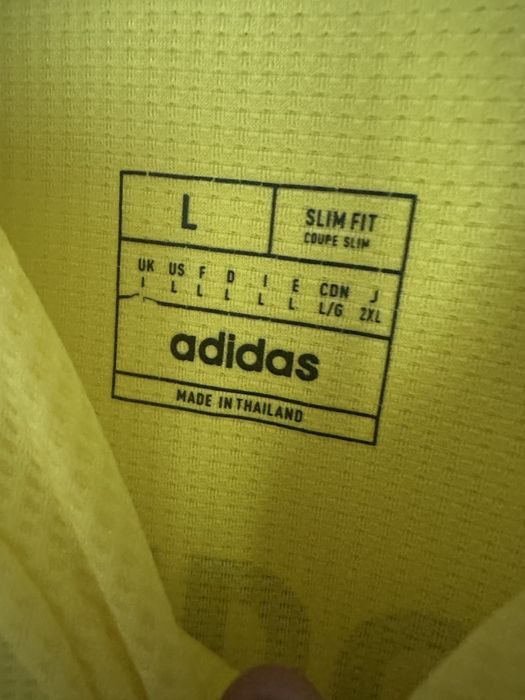 L
SLIM FIT
COUPE SLIM
UK US F D I E CDN J
L L L L L L/G 2XL
adidas
MADE IN THAILAND